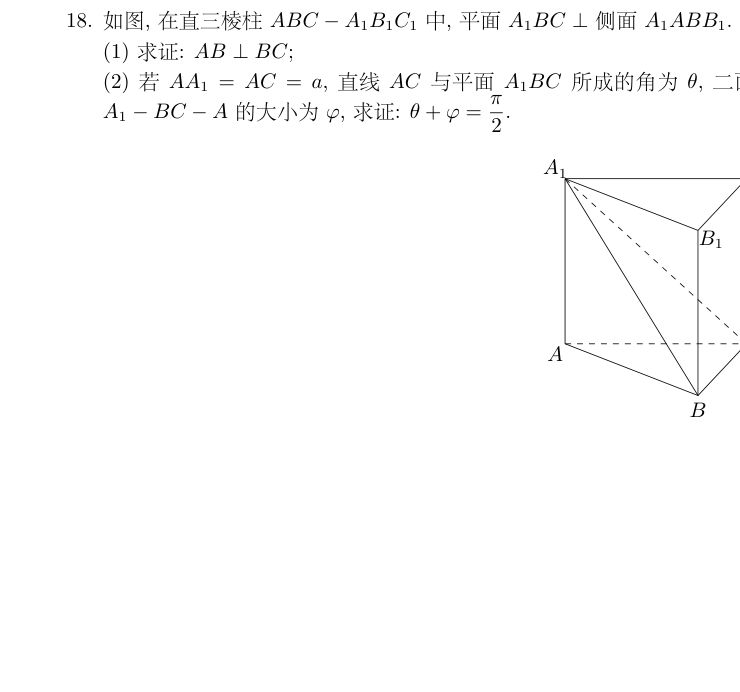 18. 如图, 在直三棱柱 ABC − A₁B₁C₁ 中, 平面 A₁BC ⊥ 侧面 A₁ABB₁.
(1) 求证: AB ⊥ BC;
(2) 若 AA₁ = AC = a, 直线 AC 与平面 A₁BC 所成的角为 θ, 二
A₁ − BC − A 的大小为 φ, 求证: θ + φ = π/2.
A₁
B₁
A
B